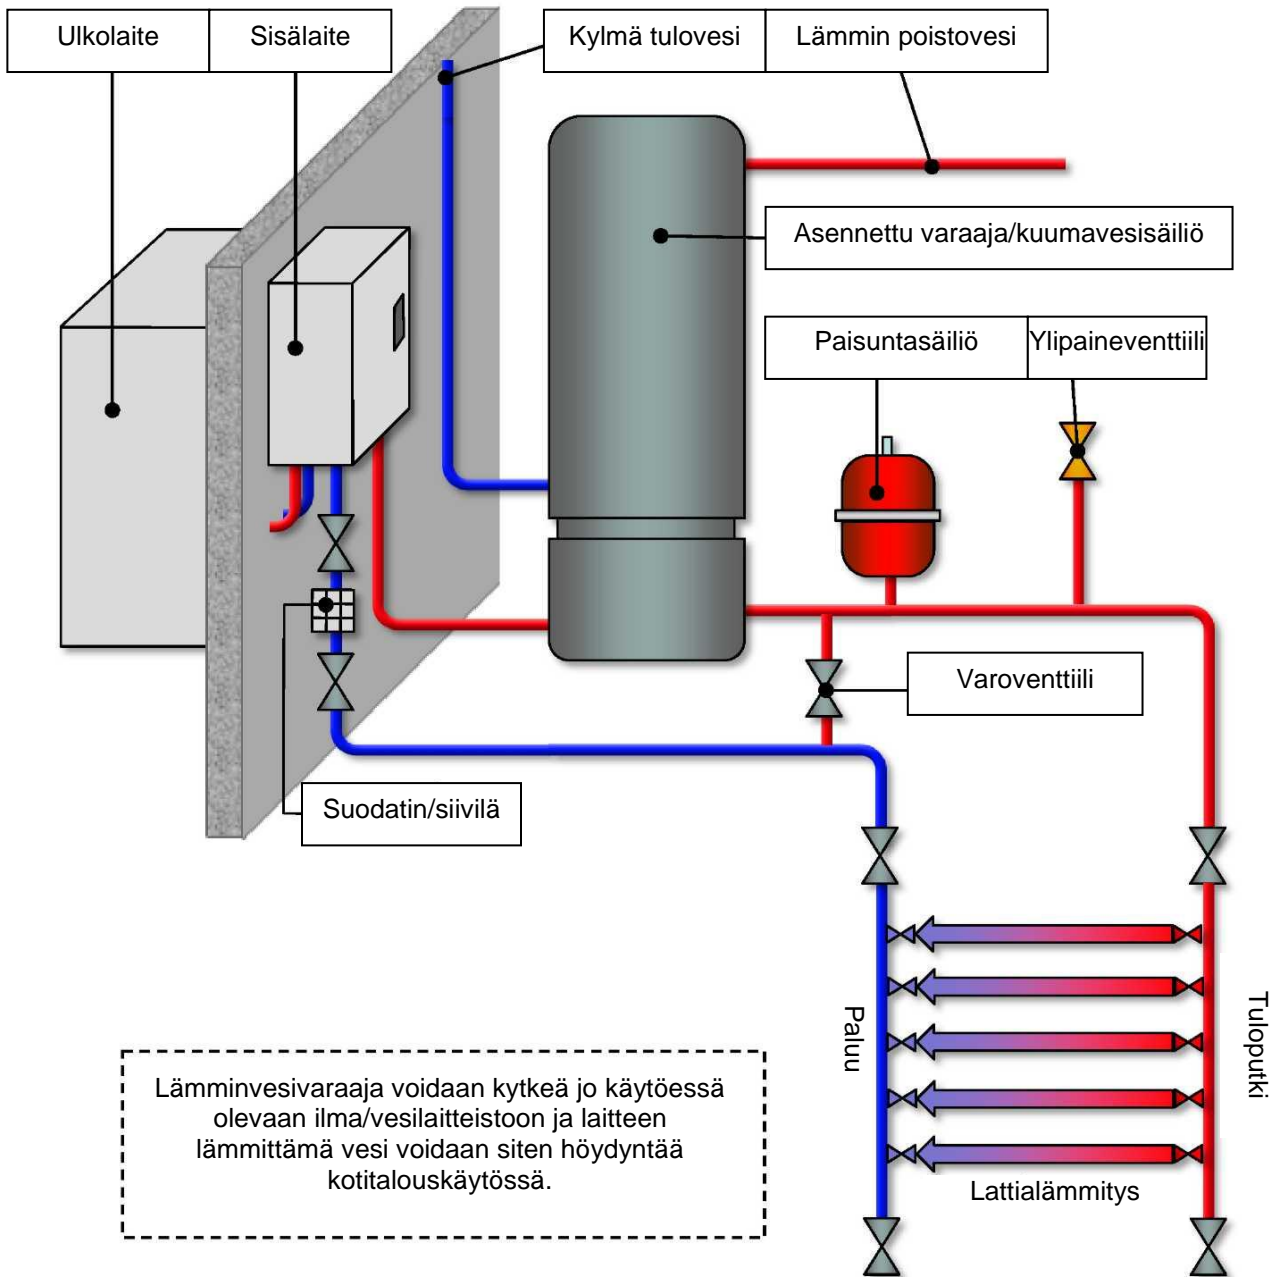 Ulkolaite
Sisälaite
Kylmä tulovesi
Lämmin poistovesi
Asennettu varaaja/kuumavesisäiliö
Paisuntasäiliö
Ylipaineventtiili
Varoventtiili
Suodatin/siivilä
Paluu
Tuloputki
Lämminvesivaraaja voidaan kytkeä jo käytöessä
olevaan ilma/vesilaitteistoon ja laitteen
lämmittämä vesi voidaan siten höydyntää
kotitalouskäytössä.
Lattialämmitys